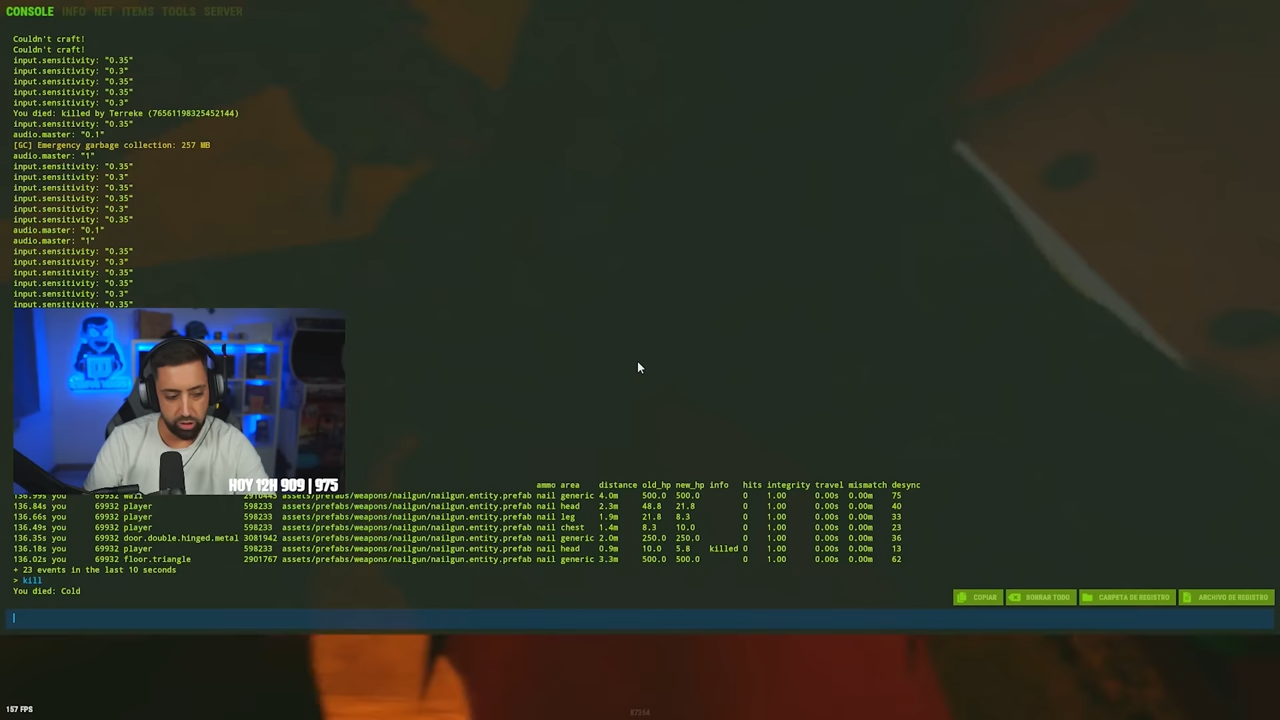 CONSOLE INFO NET ITEMS TOOLS SERVER
Couldn't craft!
Couldn't craft!
input.sensitivity: "0.35"
input.sensitivity: "0.3"
input.sensitivity: "0.35"
input.sensitivity: "0.35"
input.sensitivity: "0.3"
You died: killed by Terreke (76561198325452144)
input.sensitivity: "0.35"
audio.master: "0.1"
[GC] Emergency garbage collection: 257 MB
audio.master: "1"
input.sensitivity: "0.35"
input.sensitivity: "0.3"
input.sensitivity: "0.35"
input.sensitivity: "0.35"
input.sensitivity: "0.3"
input.sensitivity: "0.35"
audio.master: "0.1"
audio.master: "1"
input.sensitivity: "0.35"
input.sensitivity: "0.3"
input.sensitivity: "0.35"
input.sensitivity: "0.35"
input.sensitivity: "0.3"
input.sensitivity: "0.35"
HOY 12H 909 | 975
ammo area distance old_hp new_hp info hits integrity travel mismatch desync
136.99s you 69932 wall 2910445 assets/prefabs/weapons/nailgun/nailgun.entity.prefab nail generic 4.0m 500.0 500.0 0 1.00 0.00s 0.00m 75
136.84s you 69932 player 598233 assets/prefabs/weapons/nailgun/nailgun.entity.prefab nail head 2.3m 48.8 21.8 0 1.00 0.00s 0.00m 40
136.66s you 69932 player 598233 assets/prefabs/weapons/nailgun/nailgun.entity.prefab nail leg 1.9m 21.8 8.3 0 1.00 0.00s 0.00m 33
136.49s you 69932 player 598233 assets/prefabs/weapons/nailgun/nailgun.entity.prefab nail chest 1.4m 8.3 10.0 0 1.00 0.00s 0.00m 23
136.35s you 69932 door.double.hinged.metal 3081942 assets/prefabs/weapons/nailgun/nailgun.entity.prefab nail generic 2.0m 250.0 250.0 0 1.00 0.00s 0.00m 36
136.18s you 69932 player 598233 assets/prefabs/weapons/nailgun/nailgun.entity.prefab nail head 0.9m 10.0 5.8 killed 0 1.00 0.00s 0.00m 13
136.02s you 69932 floor.triangle 2901767 assets/prefabs/weapons/nailgun/nailgun.entity.prefab nail generic 3.3m 500.0 500.0 0 1.00 0.00s 0.00m 62
+ 23 events in the last 10 seconds
> kill
You died: Cold
COPIAR BORRAR TODO CARPETA DE REGISTRO ARCHIVO DE REGISTRO
157 FPS